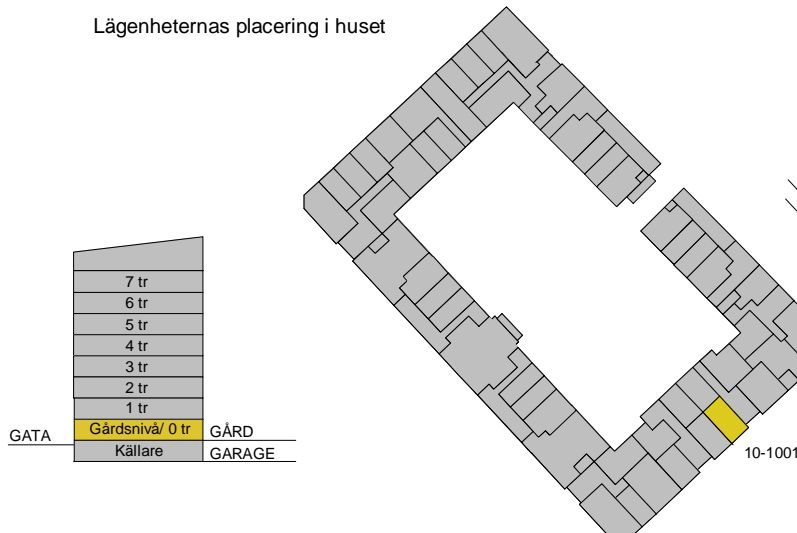 Lägenheternas placering i huset
7 tr
6 tr
5 tr
4 tr
3 tr
2 tr
1 tr
GATA Gårdsnivå/ 0 tr GÅRD
Källare GARAGE
10-1001